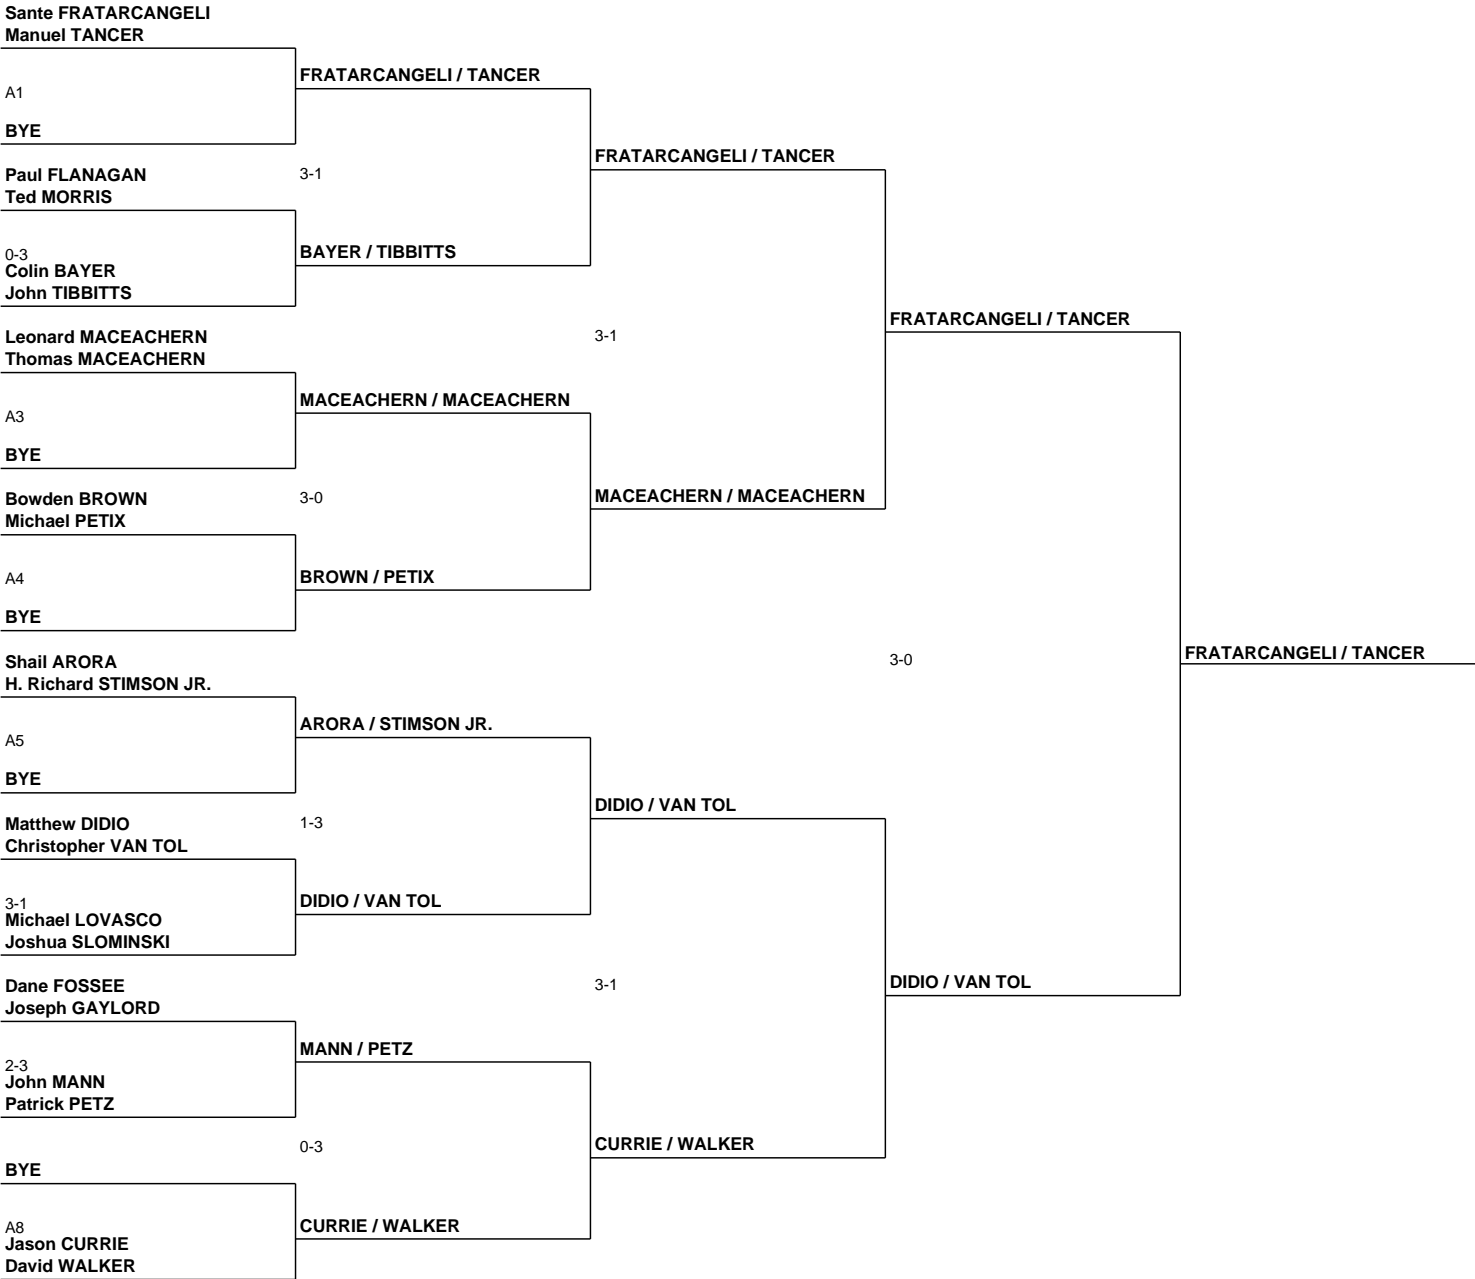 Sante FRATARCANGELI
Manuel TANCER
FRATARCANGELI / TANCER
A1
BYE
FRATARCANGELI / TANCER
Paul FLANAGAN
3-1
Ted MORRIS
BAYER / TIBBITTS
0-3
Colin BAYER
John TIBBITTS
FRATARCANGELI / TANCER
Leonard MACEACHERN
3-1
Thomas MACEACHERN
MACEACHERN / MACEACHERN
A3
BYE
Bowden BROWN
3-0
MACEACHERN / MACEACHERN
Michael PETIX
A4
BROWN / PETIX
BYE
FRATARCANGELI / TANCER
Shail ARORA
3-0
H. Richard STIMSON JR.
ARORA / STIMSON JR.
A5
BYE
DIDIO / VAN TOL
Matthew DIDIO
1-3
Christopher VAN TOL
DIDIO / VAN TOL
3-1
Michael LOVASCO
Joshua SLOMINSKI
Dane FOSSEE
3-1
DIDIO / VAN TOL
Joseph GAYLORD
MANN / PETZ
2-3
John MANN
Patrick PETZ
0-3
CURRIE / WALKER
BYE
A8
CURRIE / WALKER
Jason CURRIE
David WALKER